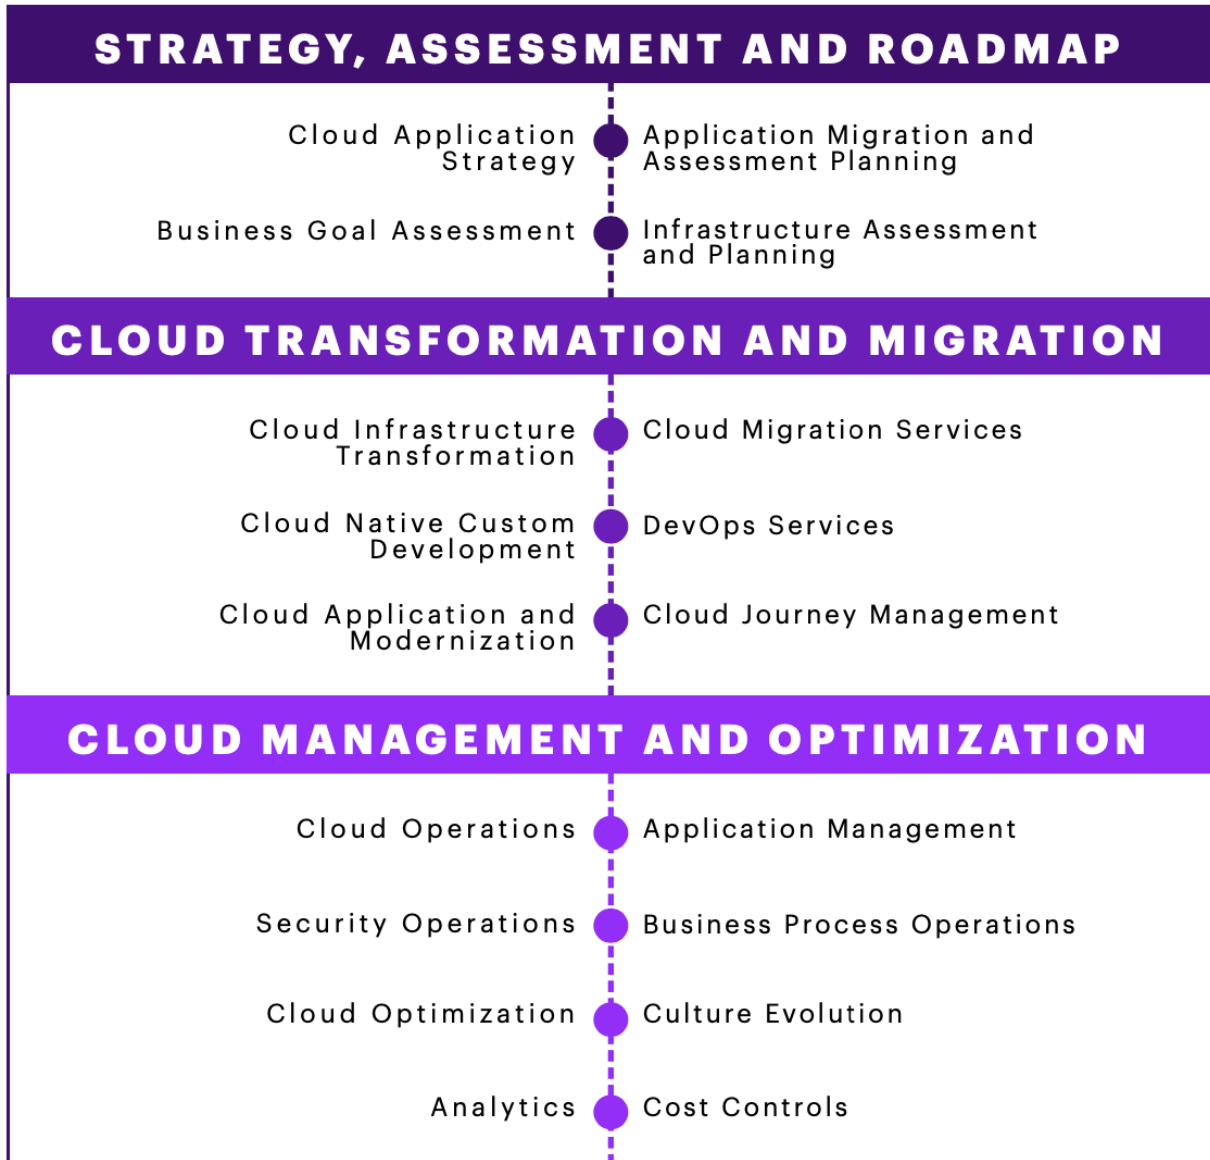 STRATEGY, ASSESSMENT AND ROADMAP
Cloud Application
Strategy
Application Migration and
Assessment Planning
Business Goal Assessment
Infrastructure Assessment
and Planning
CLOUD TRANSFORMATION AND MIGRATION
Cloud Infrastructure
Transformation
Cloud Migration Services
Cloud Native Custom
Development
DevOps Services
Cloud Application and
Modernization
Cloud Journey Management
CLOUD MANAGEMENT AND OPTIMIZATION
Cloud Operations
Application Management
Security Operations
Business Process Operations
Cloud Optimization
Culture Evolution
Analytics
Cost Controls